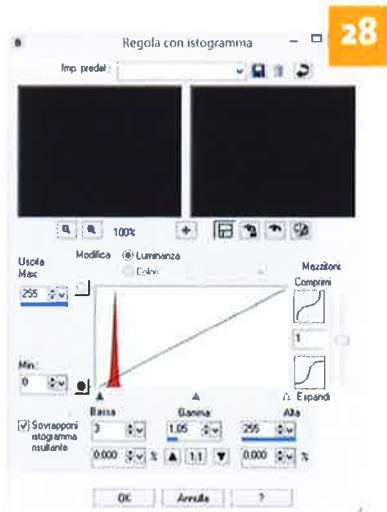 28
Regola con istogramma
Imp. predef.:
100%
Modifica
Luminanza
Colori
Uscita
Max
255
Mezzitoni:
Comprimi
1
Min:
0
Espandi
Bassa
Gamma:
Alta
3
1,05
255
Sovrapponi
istogramma
risultante
0.000 % 1:1 0.000 %
OK Annulla ?